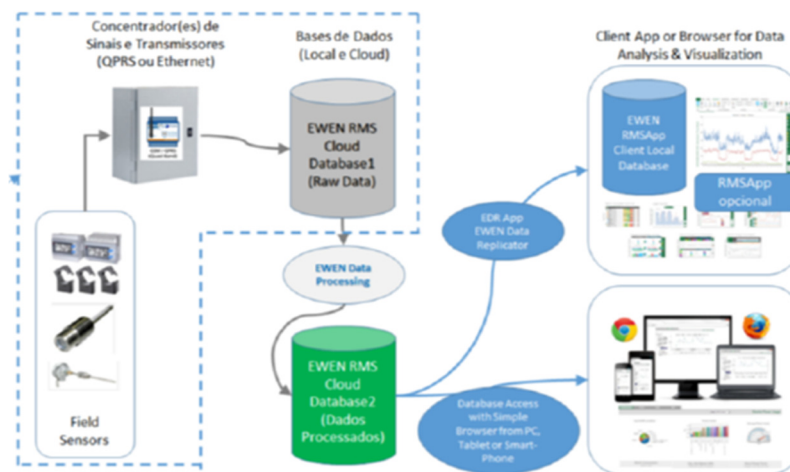 Concentrador(es) de
Sinais e Transmissores
(QPRS ou Ethernet)
Bases de Dados
(Local e Cloud)
Client App or Browser for Data
Analysis & Visualization
EWEN RMS
Cloud
Database1
(Raw Data)
EWEN
RMSApp
Client Local
Database
RMSApp
opcional
EDR App
EWEN Data
Replicator
EWEN Data
Processing
EWEN RMS
Cloud
Database2
(Dados
Processados)
Database Access
with Simple
Browser from PC,
Tablet or Smart-
Phone
Field
Sensors